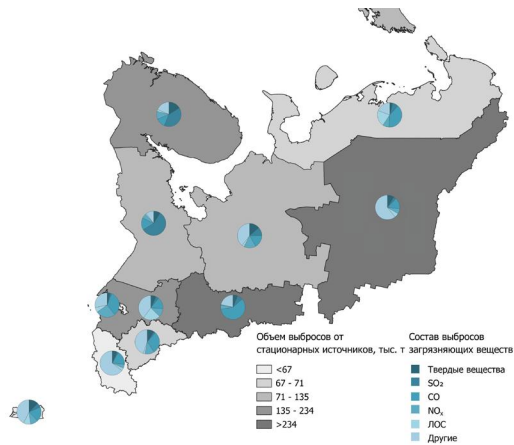 Объем выбросов от
стационарных источников, тыс. т
<67
67 - 71
71 - 135
135 - 234
>234
Состав выбросов
загрязняющих веществ
Твердые вещества
SO₂
CO
NOₓ
ЛОС
Другие